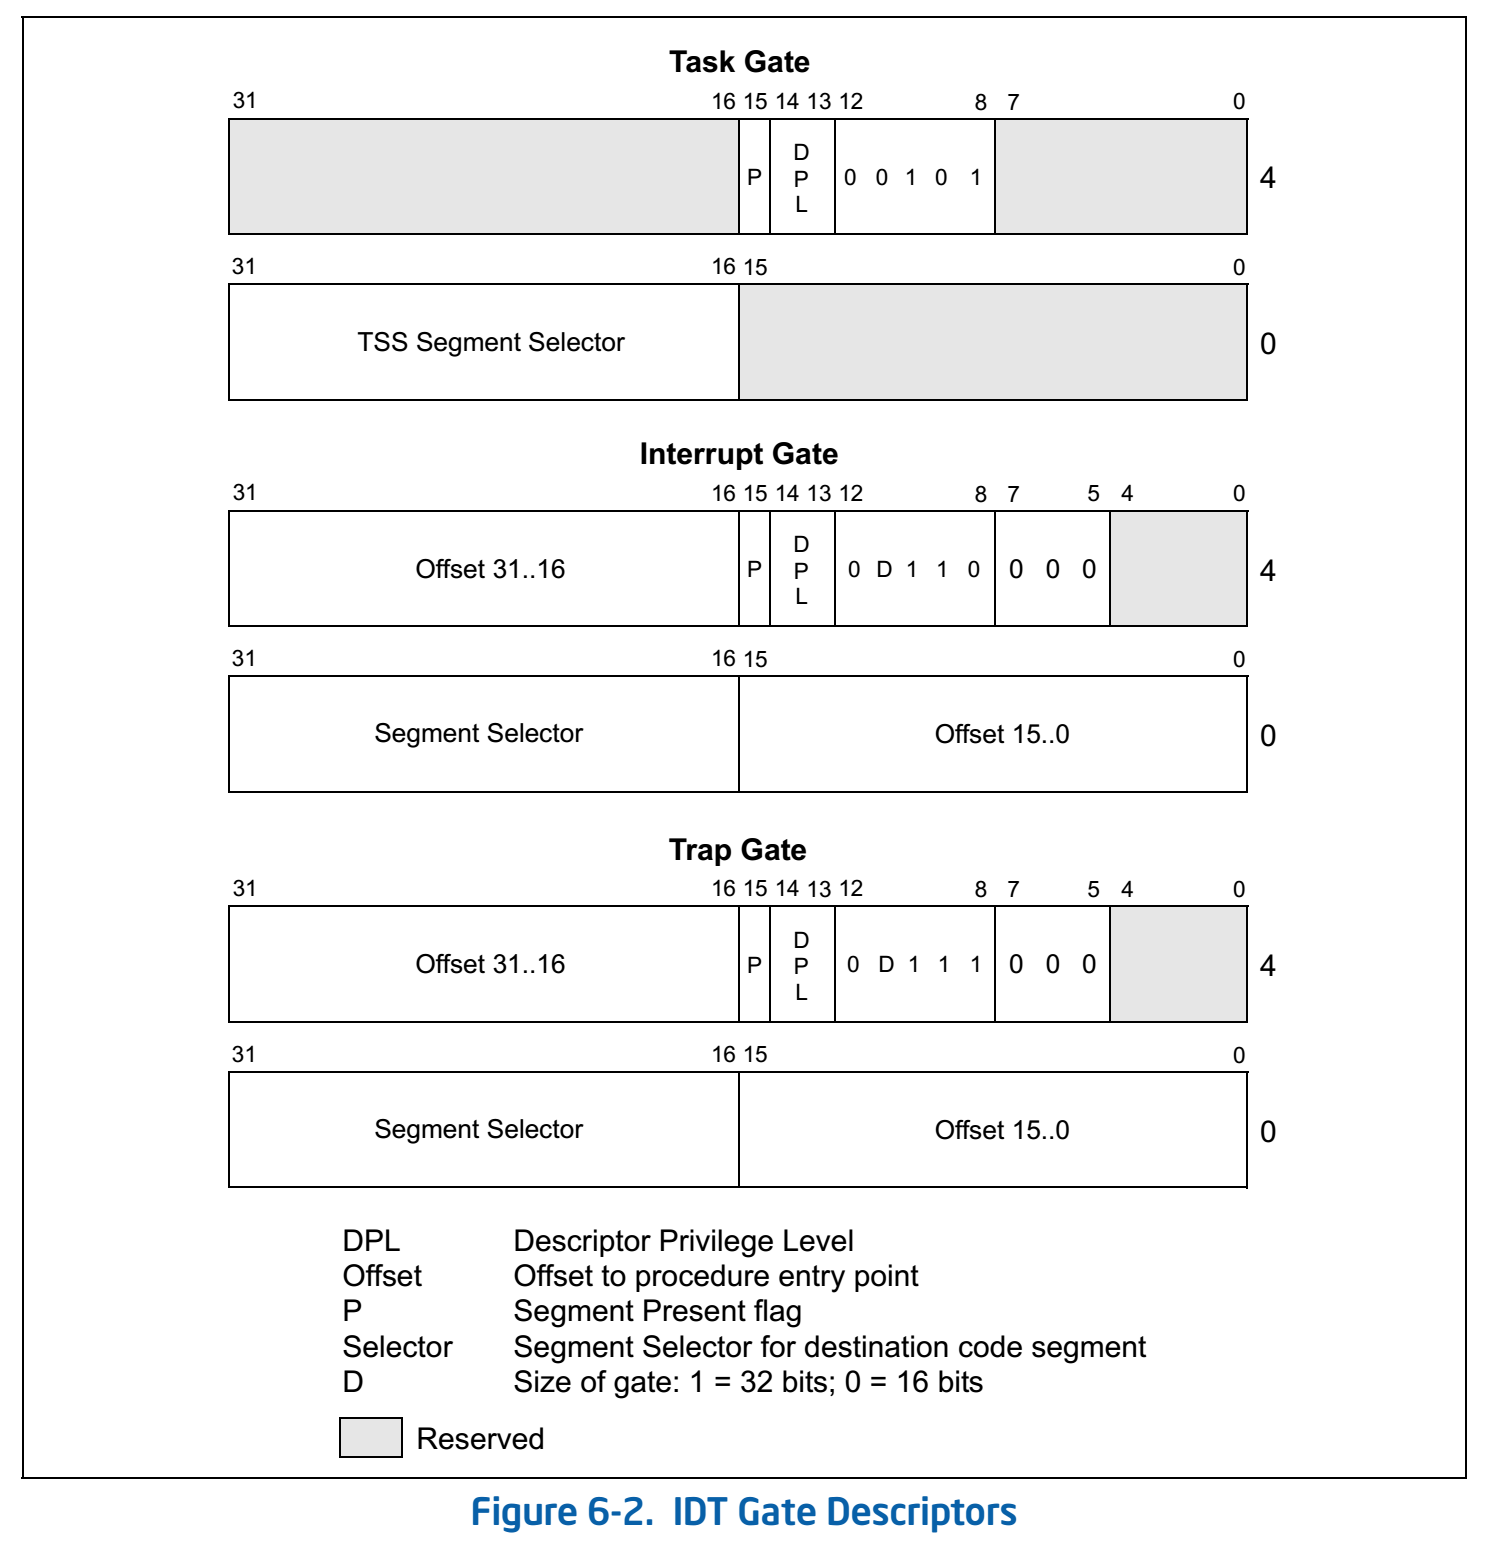 Task Gate
31 16 15 14 13 12 8 7 0
P D P L 0 0 1 0 1 4
31 16 15 0
TSS Segment Selector 0
Interrupt Gate
31 16 15 14 13 12 8 7 5 4 0
Offset 31..16 P D P L 0 D 1 1 0 0 0 0 4
31 16 15 0
Segment Selector Offset 15..0 0
Trap Gate
31 16 15 14 13 12 8 7 5 4 0
Offset 31..16 P D P L 0 D 1 1 1 0 0 0 4
31 16 15 0
Segment Selector Offset 15..0 0
DPL Descriptor Privilege Level
Offset Offset to procedure entry point
P Segment Present flag
Selector Segment Selector for destination code segment
D Size of gate: 1 = 32 bits; 0 = 16 bits
Reserved
Figure 6-2. IDT Gate Descriptors